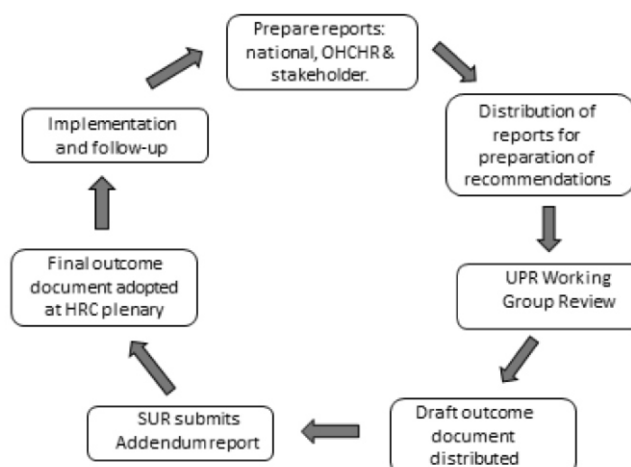 Prepare reports:
national, OHCHR &
stakeholder.
Distribution of
reports for
preparation of
recommendations
UPR Working
Group Review
Draft outcome
document
distributed
SUR submits
Addendum report
Final outcome
document adopted
at HRC plenary
Implementation
and follow-up